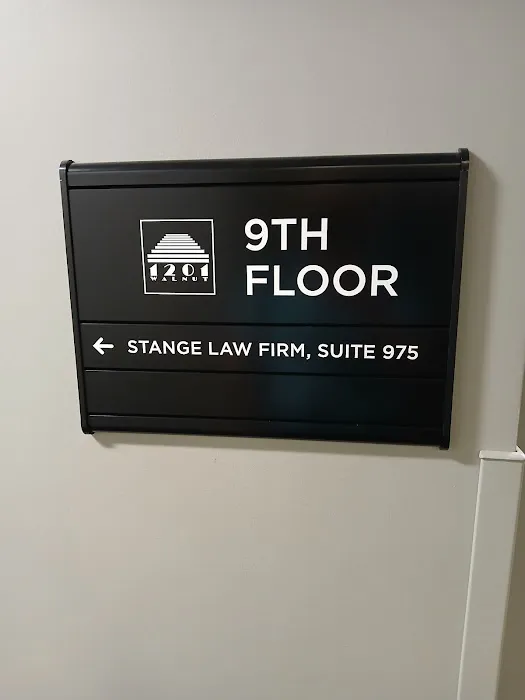 1201
WALNUT
9TH
FLOOR
← STANGE LAW FIRM, SUITE 975